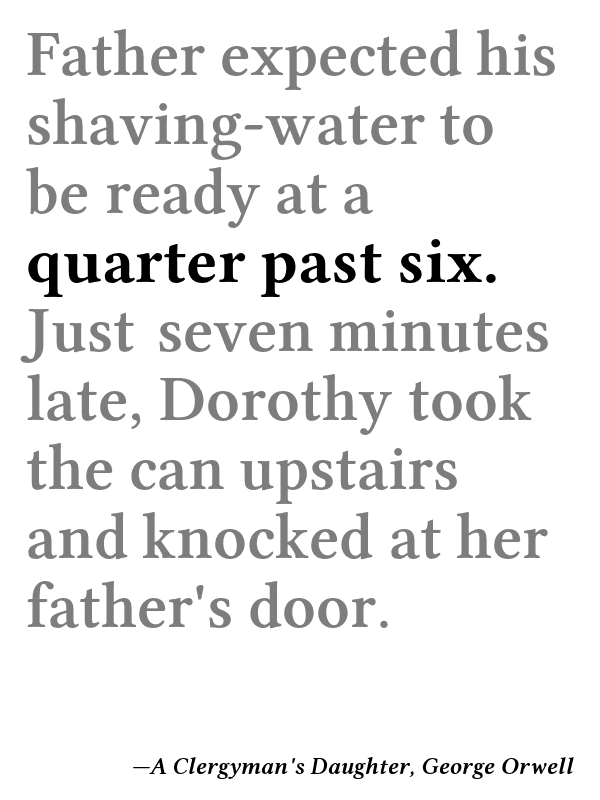 Father expected his
shaving-water to
be ready at a
quarter past six.
Just seven minutes
late, Dorothy took
the can upstairs
and knocked at her
father's door.
—A Clergyman's Daughter, George Orwell